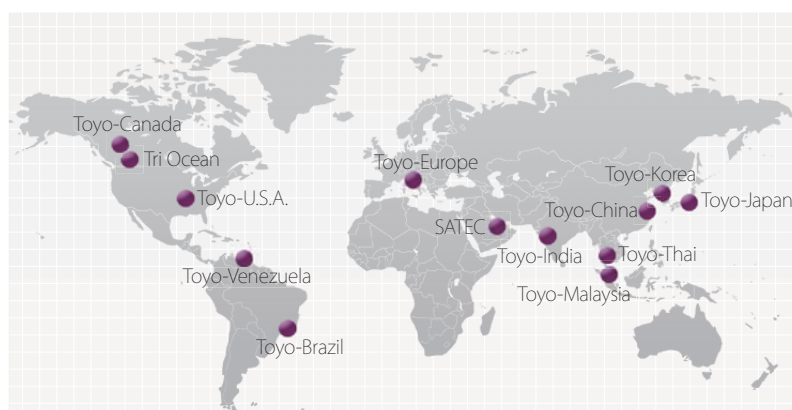 Toyo-Canada
Tri Ocean
Toyo-U.S.A.
Toyo-Venezuela
Toyo-Brazil
Toyo-Europe
SATEC
Toyo-India
Toyo-Korea
Toyo-Japan
Toyo-China
Toyo-Thai
Toyo-Malaysia